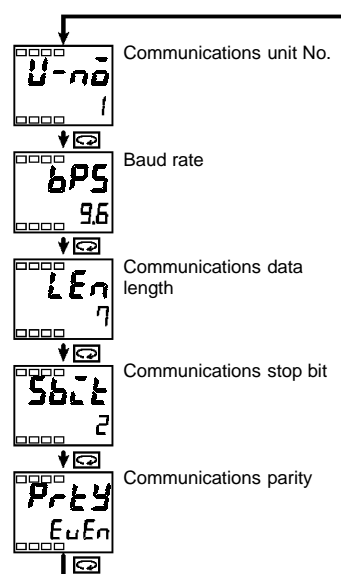 U-no
Communications unit No.
1
bPS
Baud rate
9.6
LEn
Communications data
length
7
Sbit
Communications stop bit
2
PrtY
Communications parity
EuEn